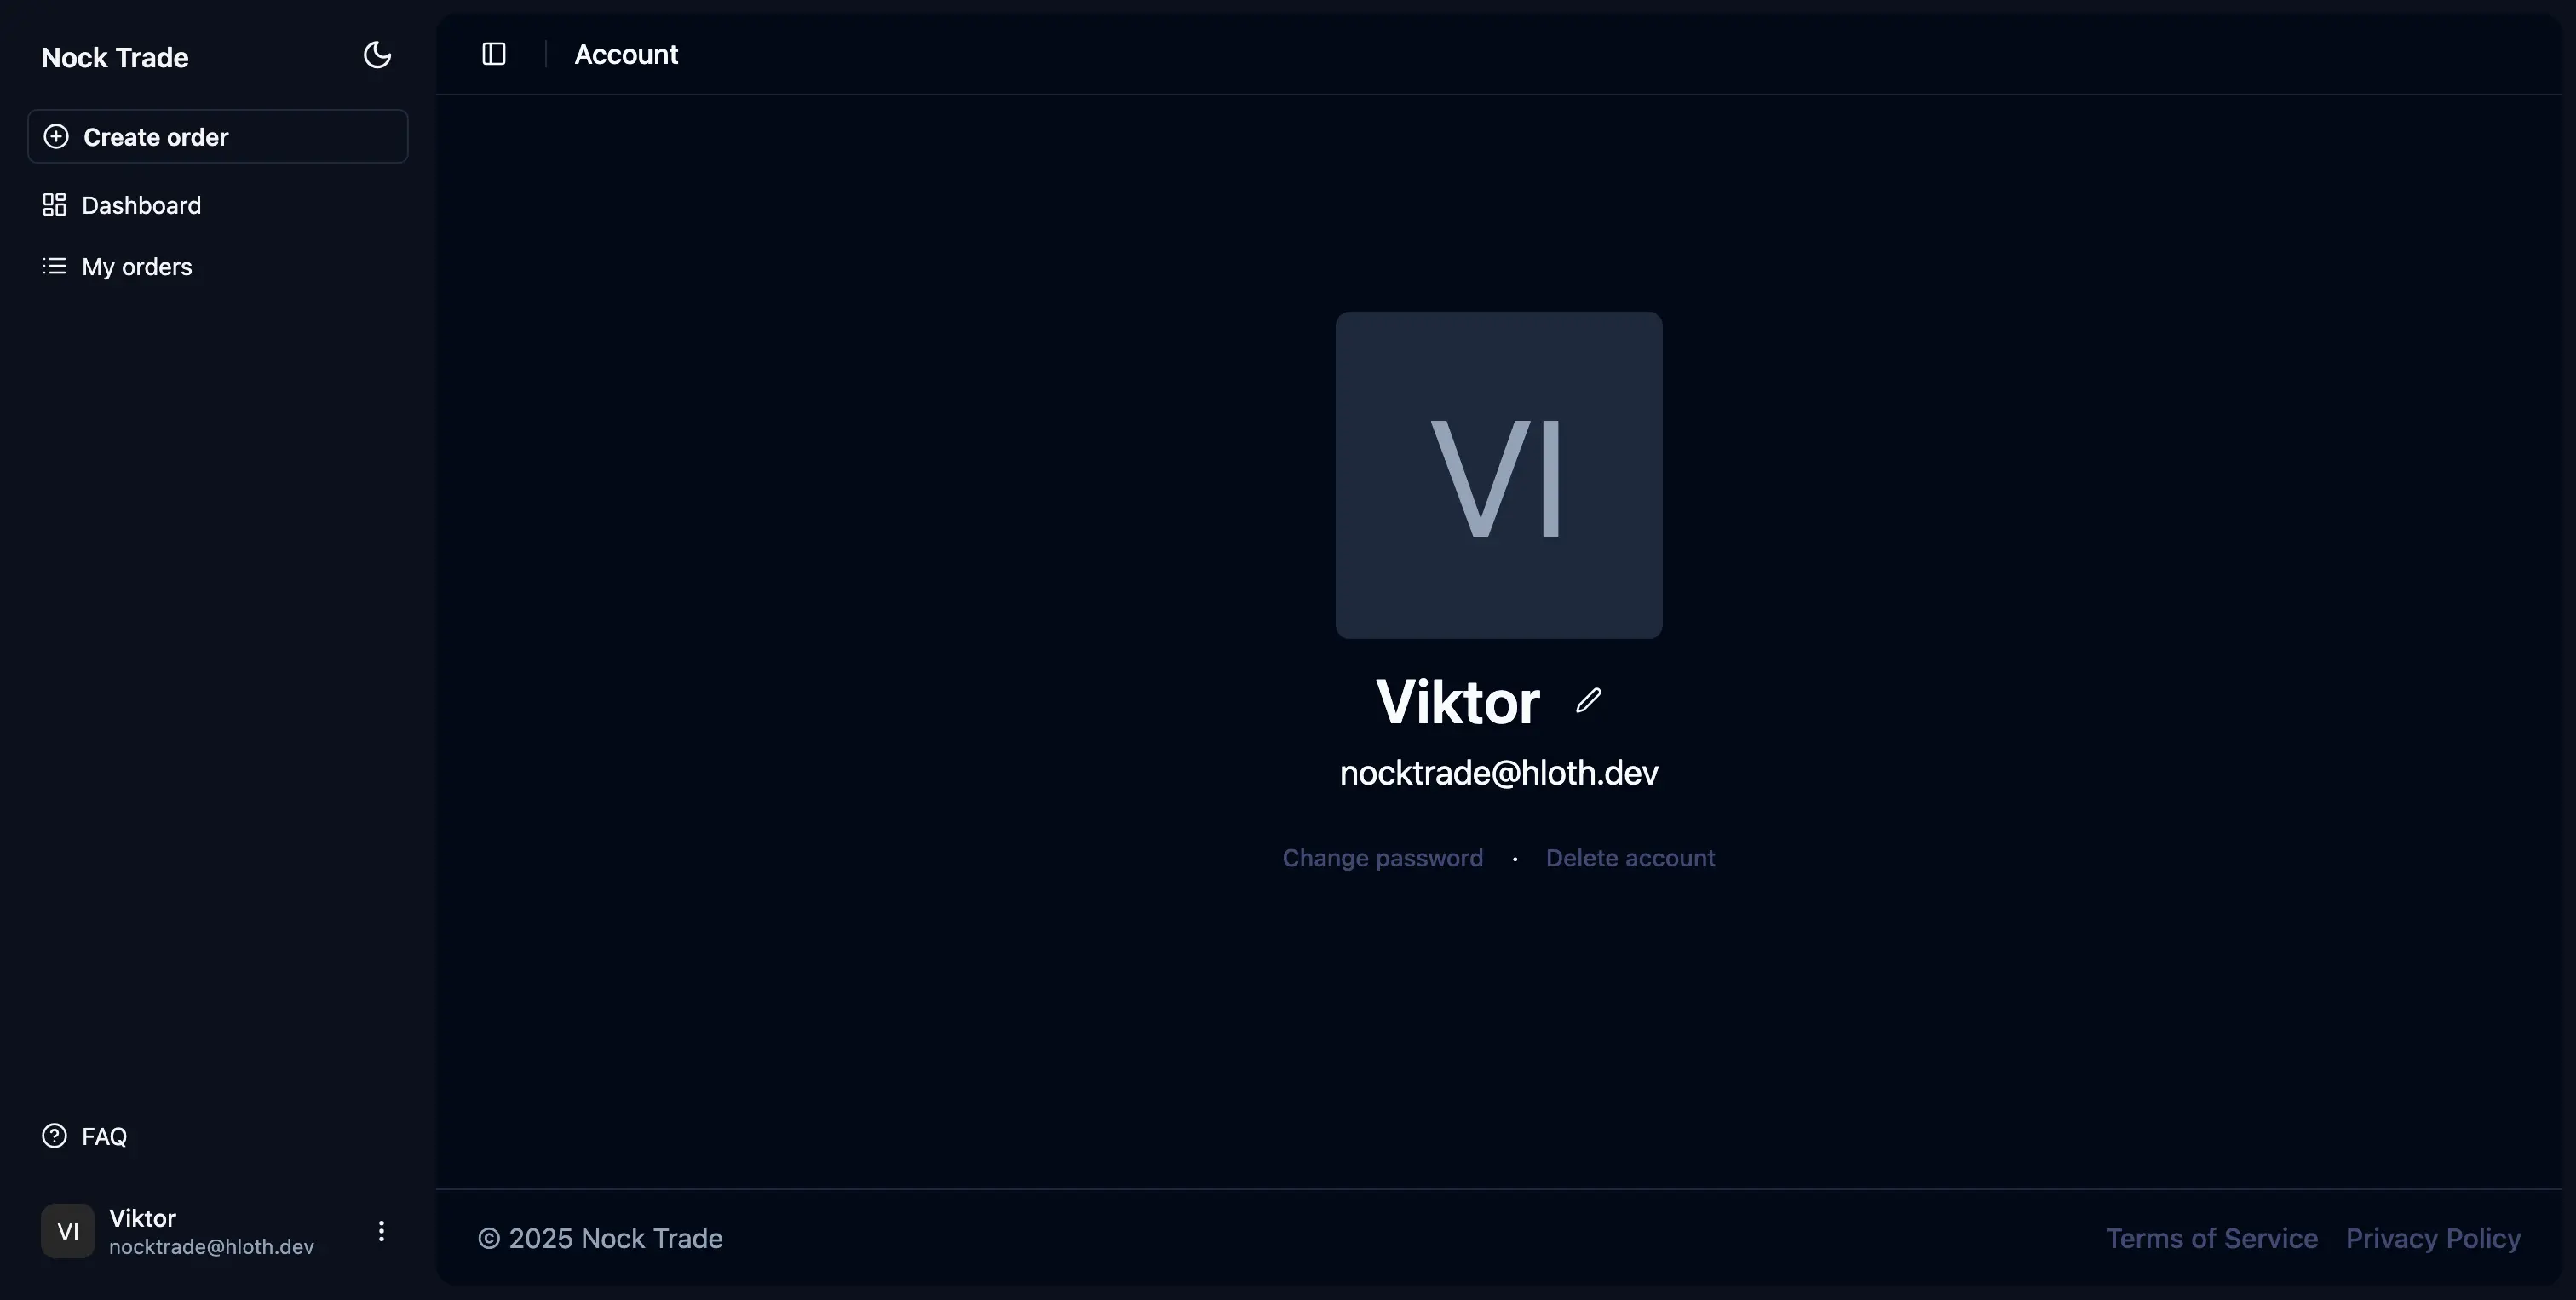 Nock Trade
Create order
Dashboard
My orders
FAQ
VI
Viktor
nocktrade@hloth.dev
Account
VI
Viktor
nocktrade@hloth.dev
Change password · Delete account
© 2025 Nock Trade
Terms of Service Privacy Policy